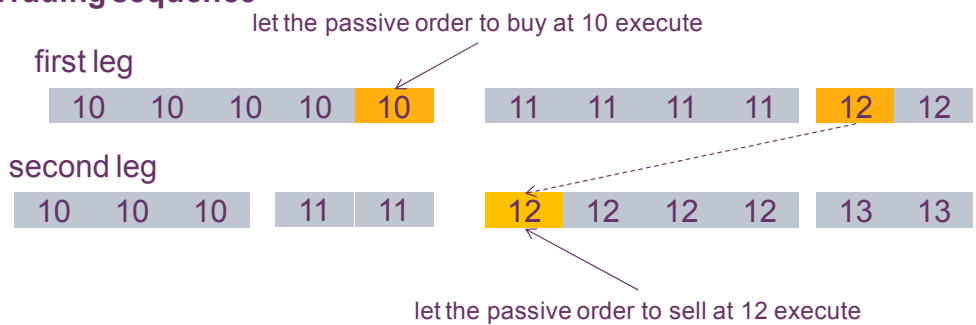 Trading sequence
let the passive order to buy at 10 execute
first leg
10 10 10 10 10 11 11 11 11 12 12
second leg
10 10 10 11 11 12 12 12 12 13 13
let the passive order to sell at 12 execute